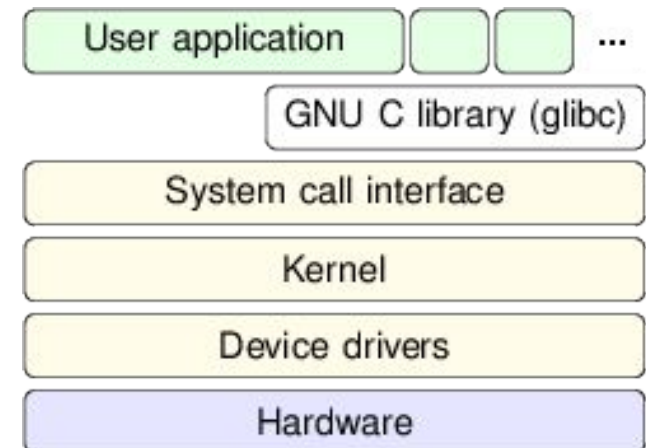 User application ...
GNU C library (glibc)
System call interface
Kernel
Device drivers
Hardware